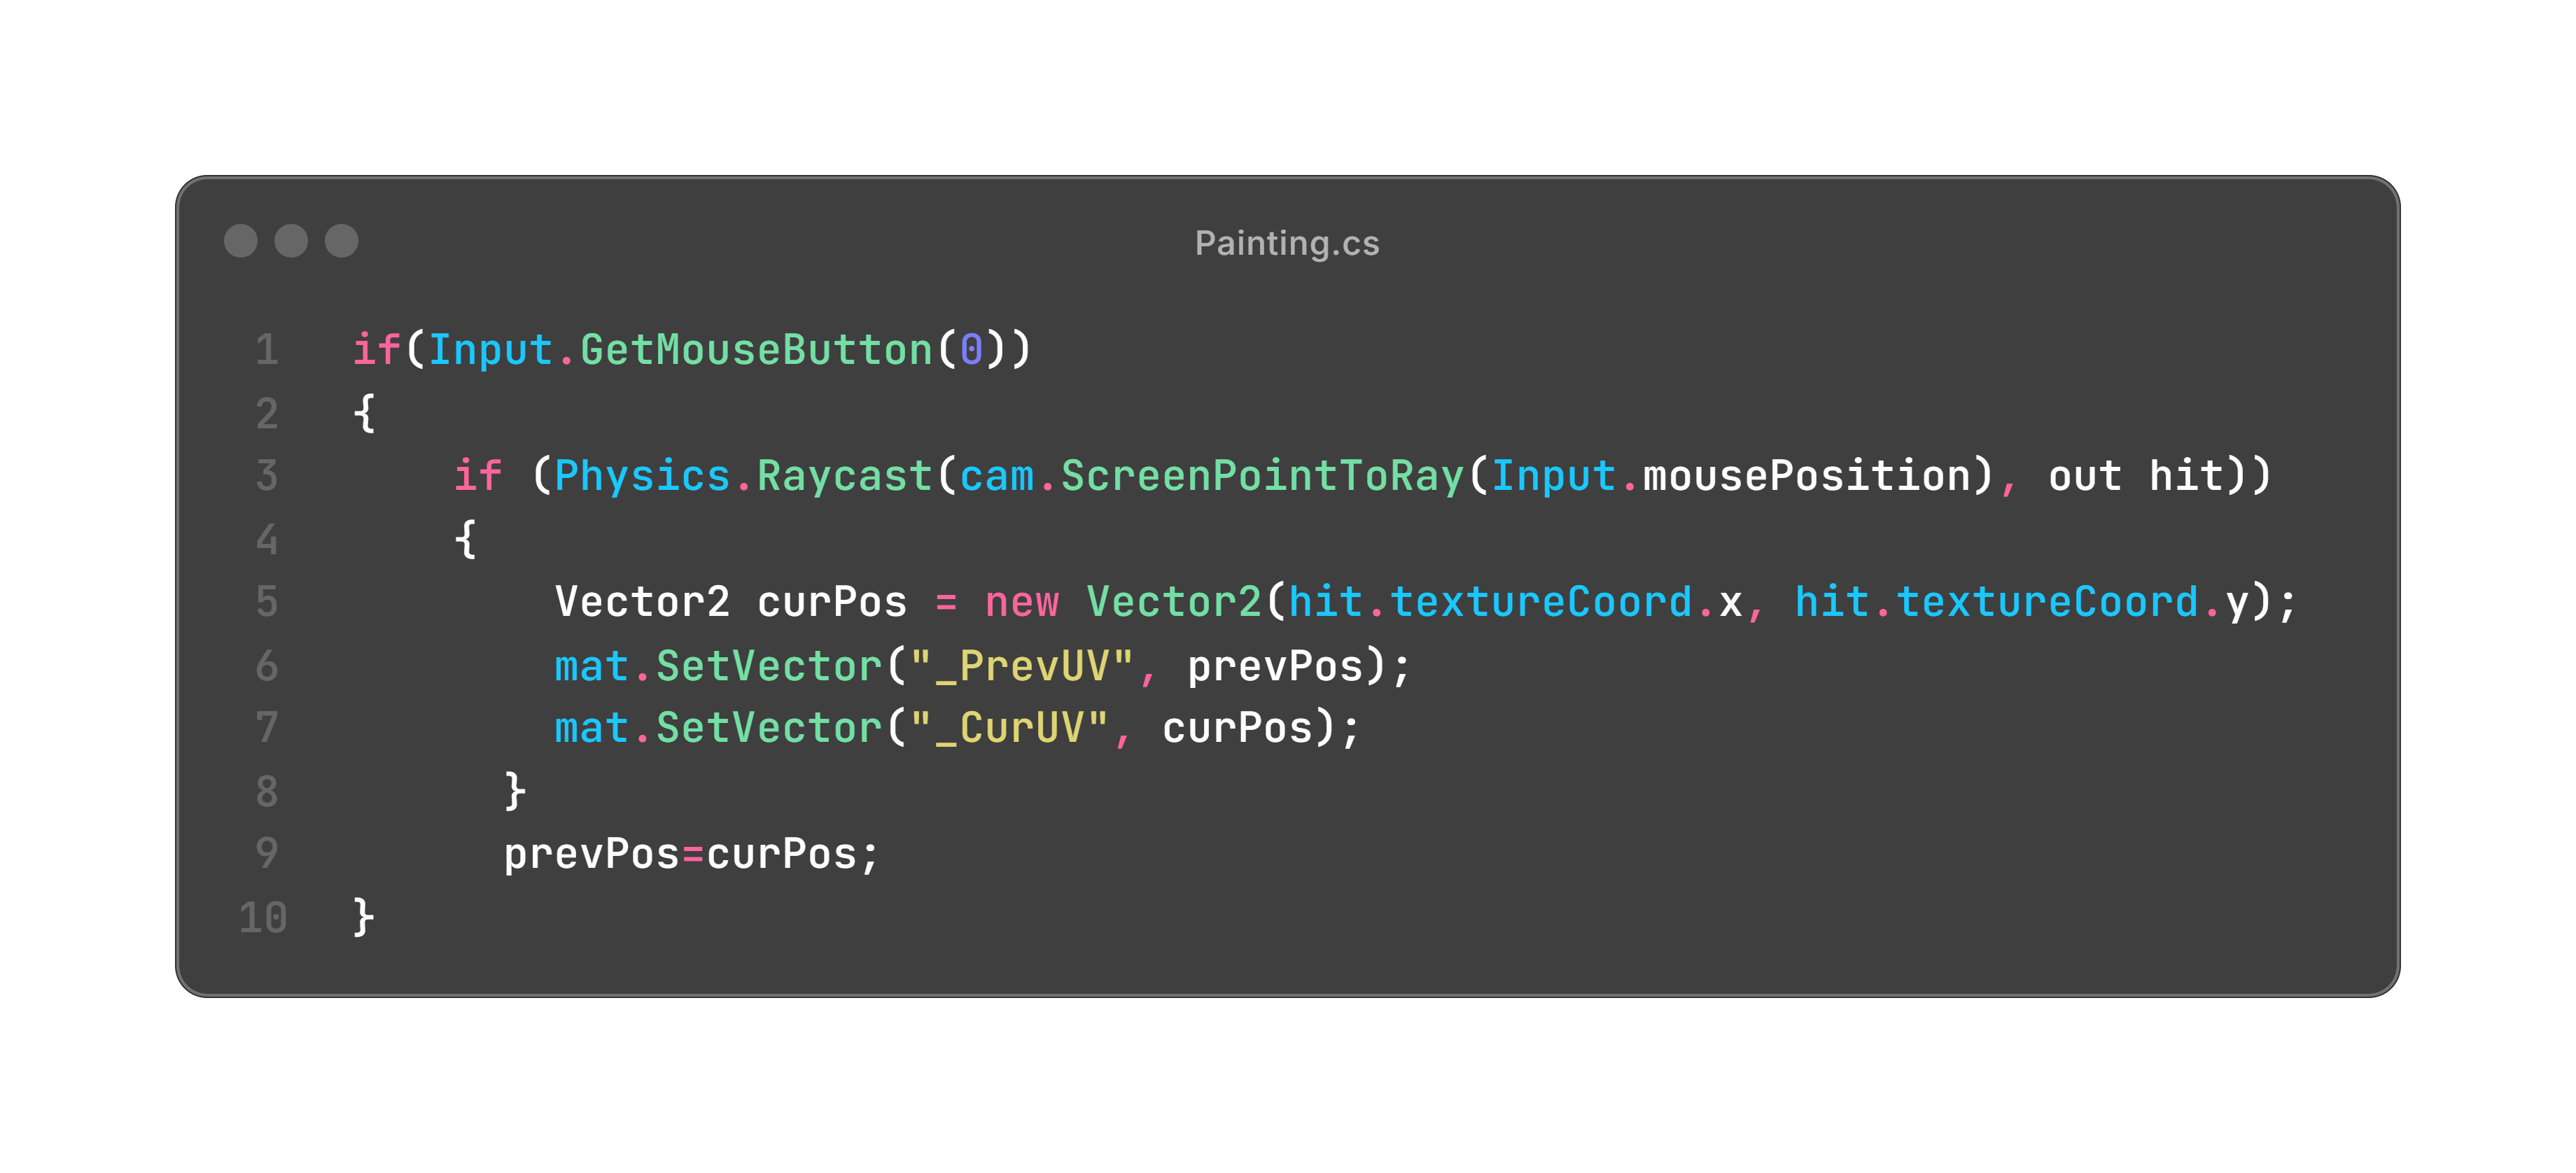 Painting.cs
1 if(Input.GetMouseButton(0))
2 {
3     if (Physics.Raycast(cam.ScreenPointToRay(Input.mousePosition), out hit))
4     {
5         Vector2 curPos = new Vector2(hit.textureCoord.x, hit.textureCoord.y);
6         mat.SetVector("_PrevUV", prevPos);
7         mat.SetVector("_CurUV", curPos);
8       }
9       prevPos=curPos;
10 }